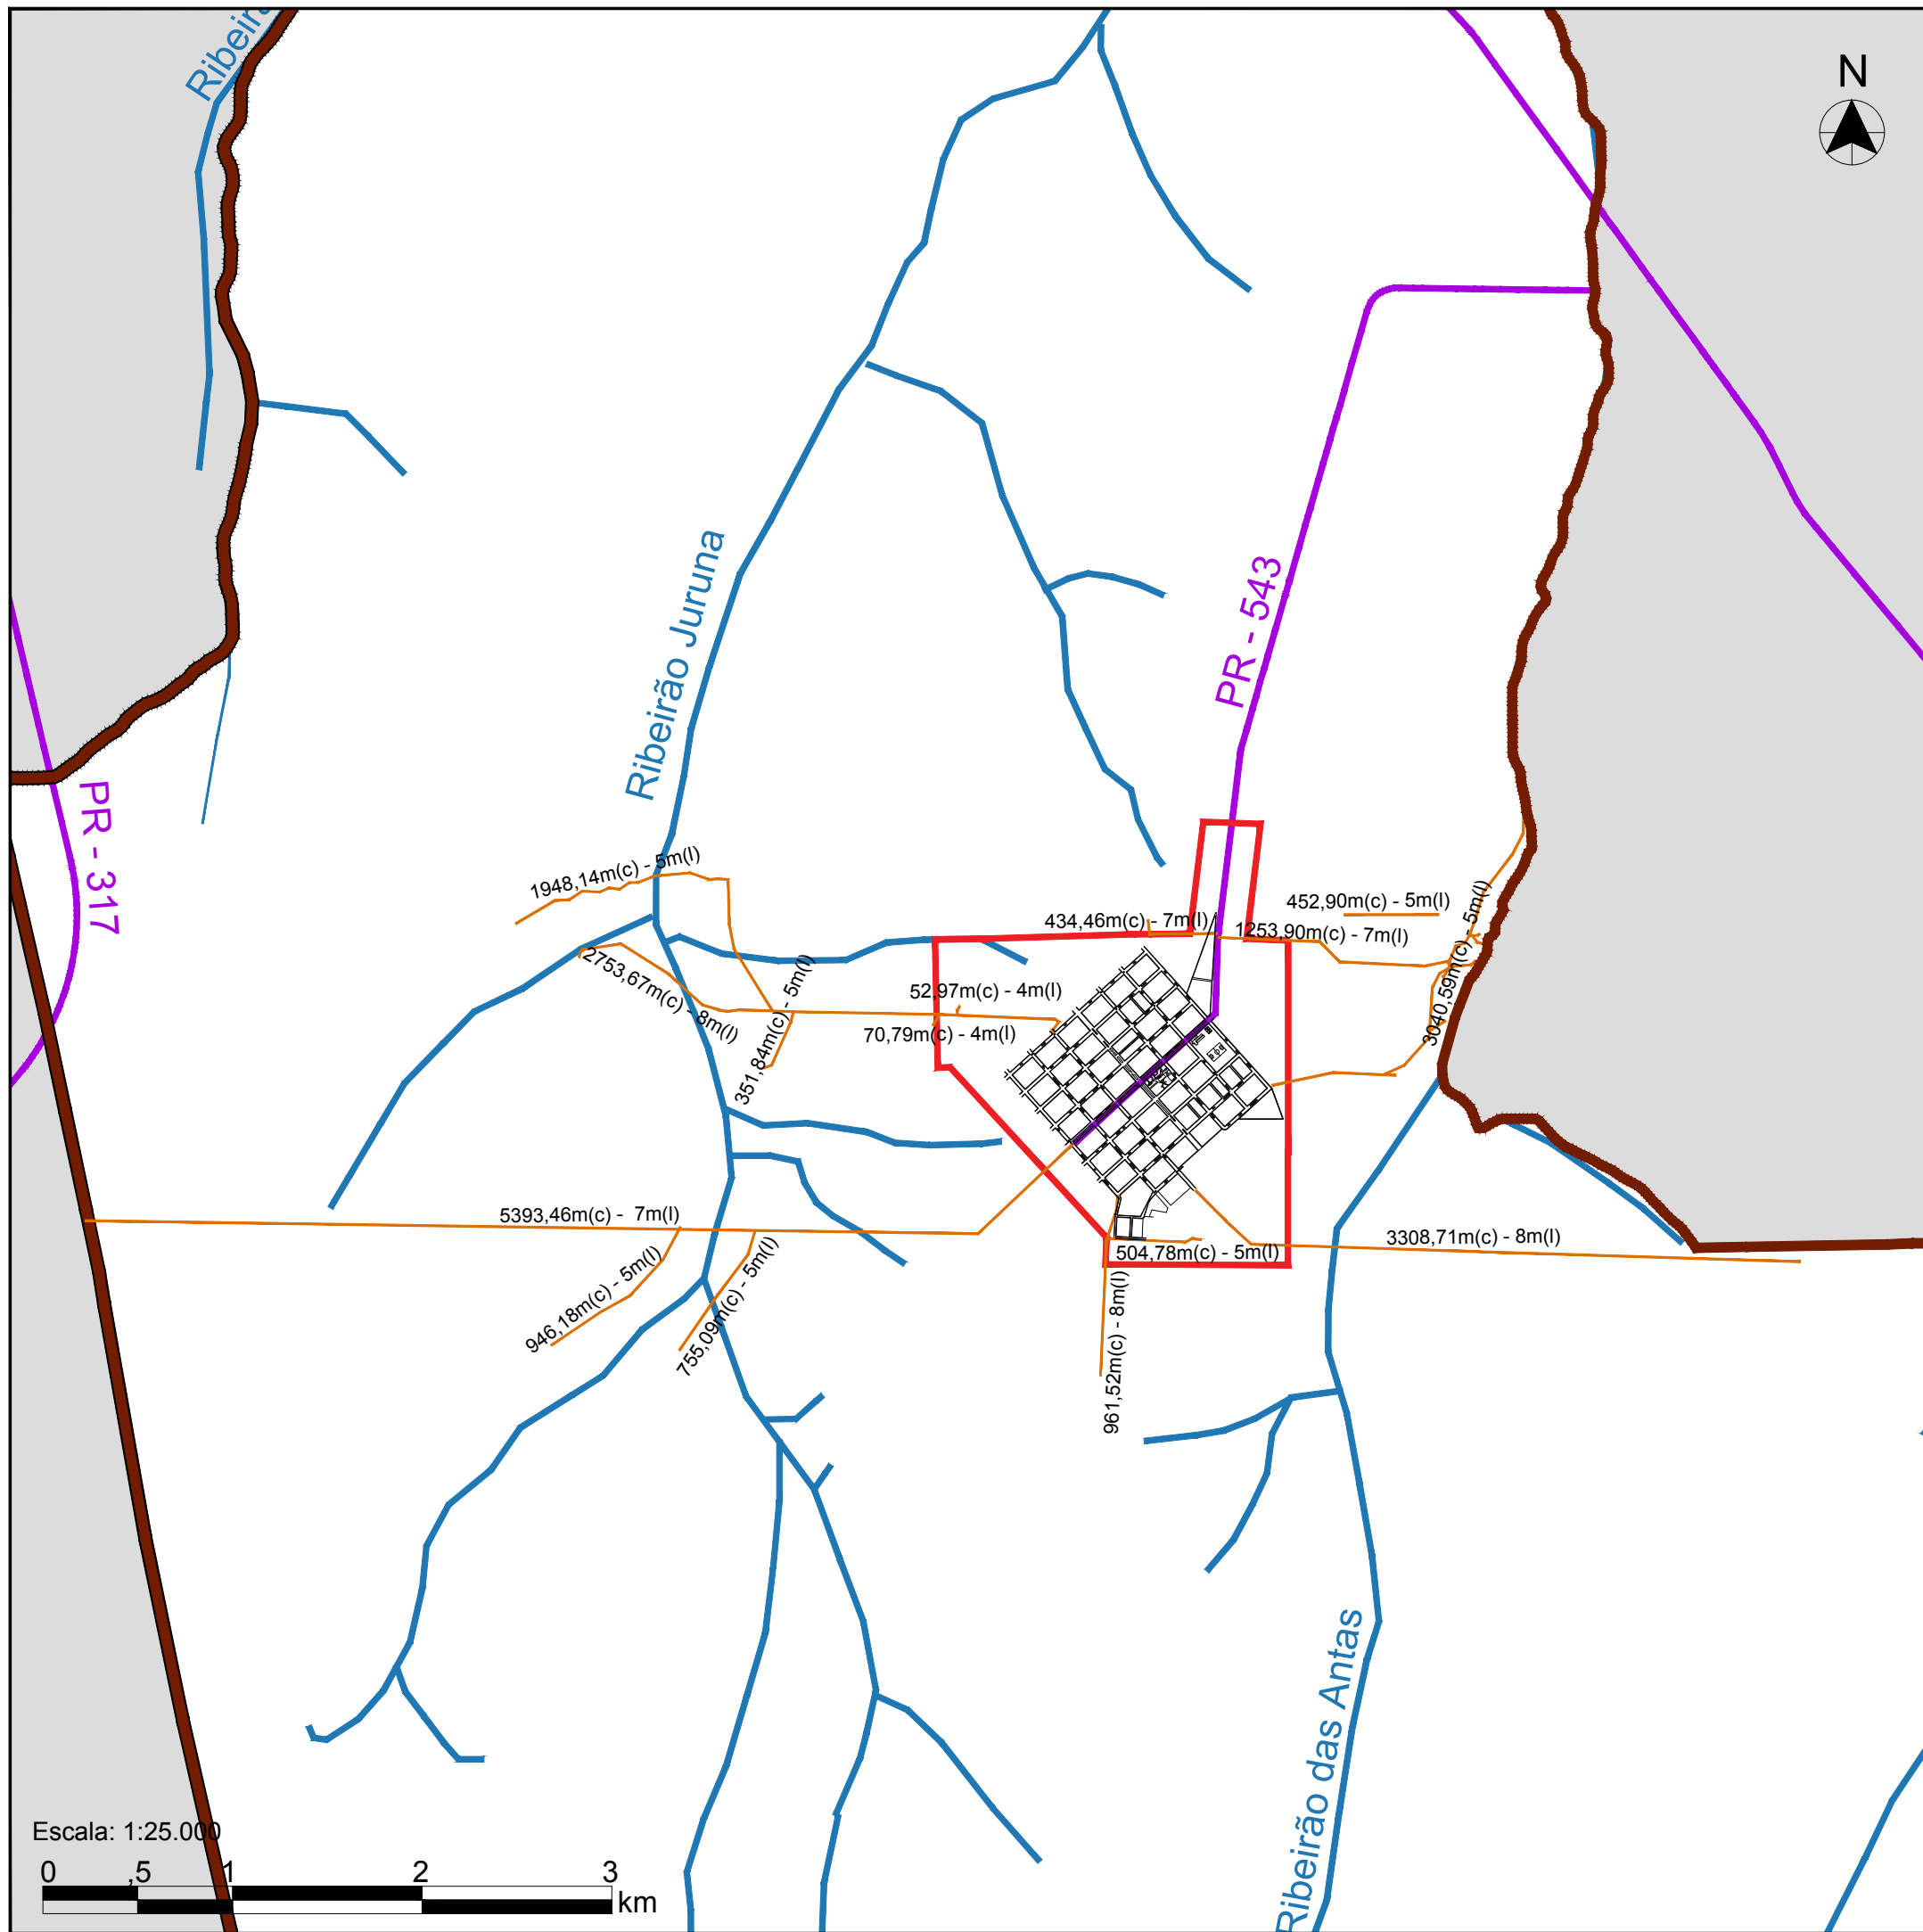 Ribeirã
N
Ribeirão Juruna
PR - 543
PR - 317
1948,14m(c) - 5m(l)
434,46m(c) - 7m(l)
452,90m(c) - 5m(l)
1253,90m(c) - 7m(l)
2753,67m(c) - 8m(l)
351,84m(c) - 5m(l)
52,97m(c) - 4m(l)
70,79m(c) - 4m(l)
3040,59m(c) - 5m(l)
5393,46m(c) -  7m(l)
946,18m(c) - 5m(l)
755,09m(c) - 5m(l)
504,78m(c) - 5m(l)
3308,71m(c) - 8m(l)
961,52m(c) - 8m(l)
Ribeirão das Antas
Escala: 1:25.000
0 ,5 1 2 3
km